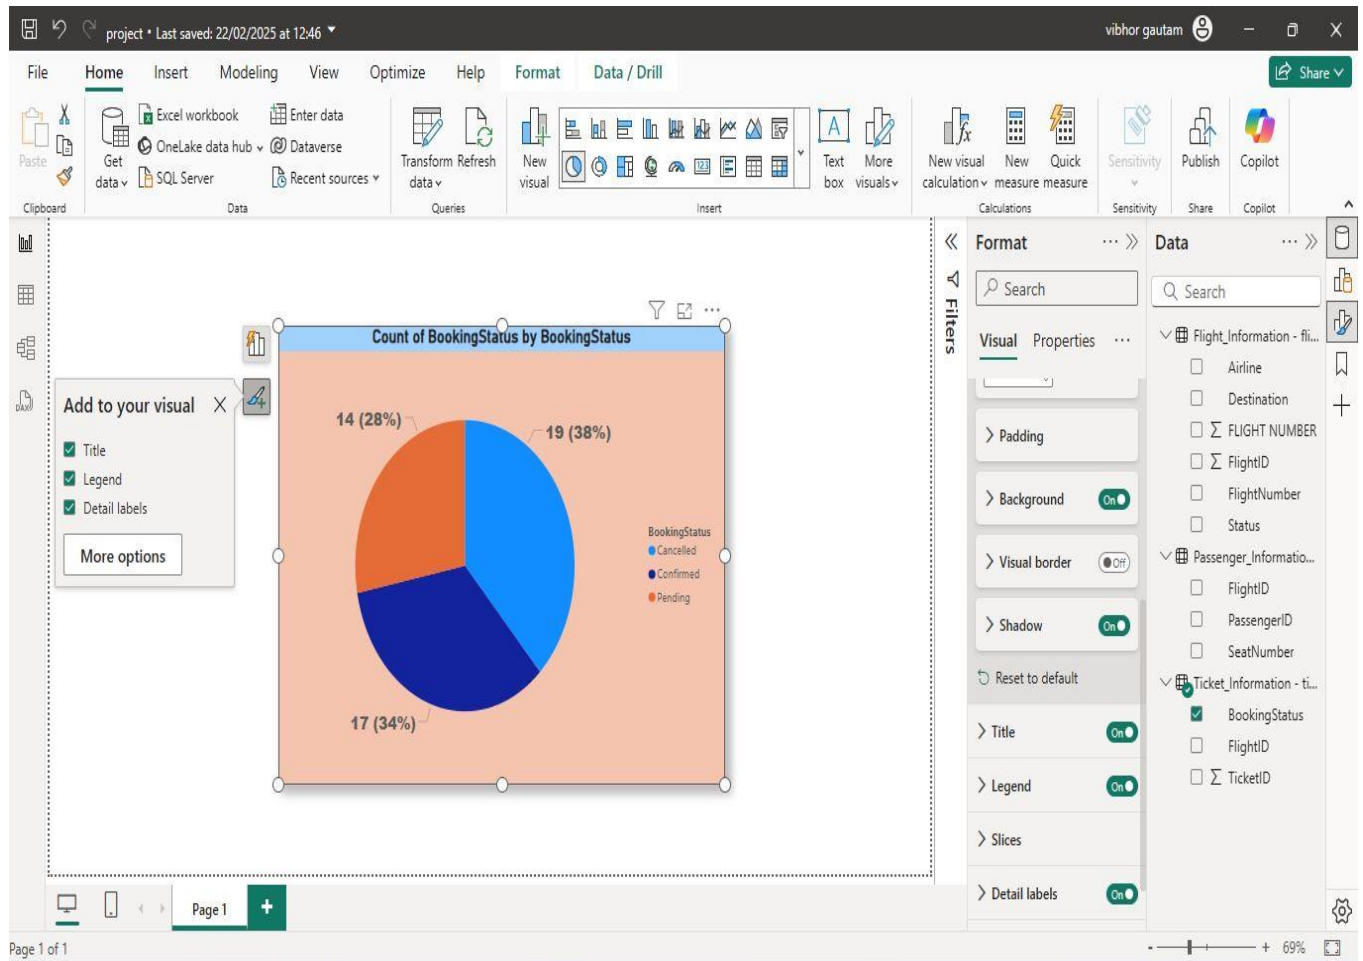 project • Last saved: 22/02/2025 at 12:46
vibhor gautam
File Home Insert Modeling View Optimize Help Format Data / Drill
Share
Paste
Clipboard
Get data
Excel workbook
OneLake data hub
SQL Server
Enter data
Dataverse
Recent sources
Data
Transform data
Refresh
Queries
New visual
123
A
Text box
More visuals
Insert
New visual calculation
New measure
Quick measure
Calculations
Sensitivity
Sensitivity
Publish
Share
Copilot
Copilot
DAX
Add to your visual
Title
Legend
Detail labels
More options
Count of BookingStatus by BookingStatus
14 (28%)
19 (38%)
17 (34%)
BookingStatus
Cancelled
Confirmed
Pending
Filters
Format
Search
Visual Properties
Padding
Background On
Visual border Off
Shadow On
Reset to default
Title On
Legend On
Slices
Detail labels On
Data
Search
Flight_Information - fli...
Airline
Destination
∑ FLIGHT NUMBER
∑ FlightID
FlightNumber
Status
Passenger_Informatio...
FlightID
PassengerID
SeatNumber
Ticket_Information - ti...
BookingStatus
FlightID
∑ TicketID
Page 1
Page 1 of 1
- + 69%